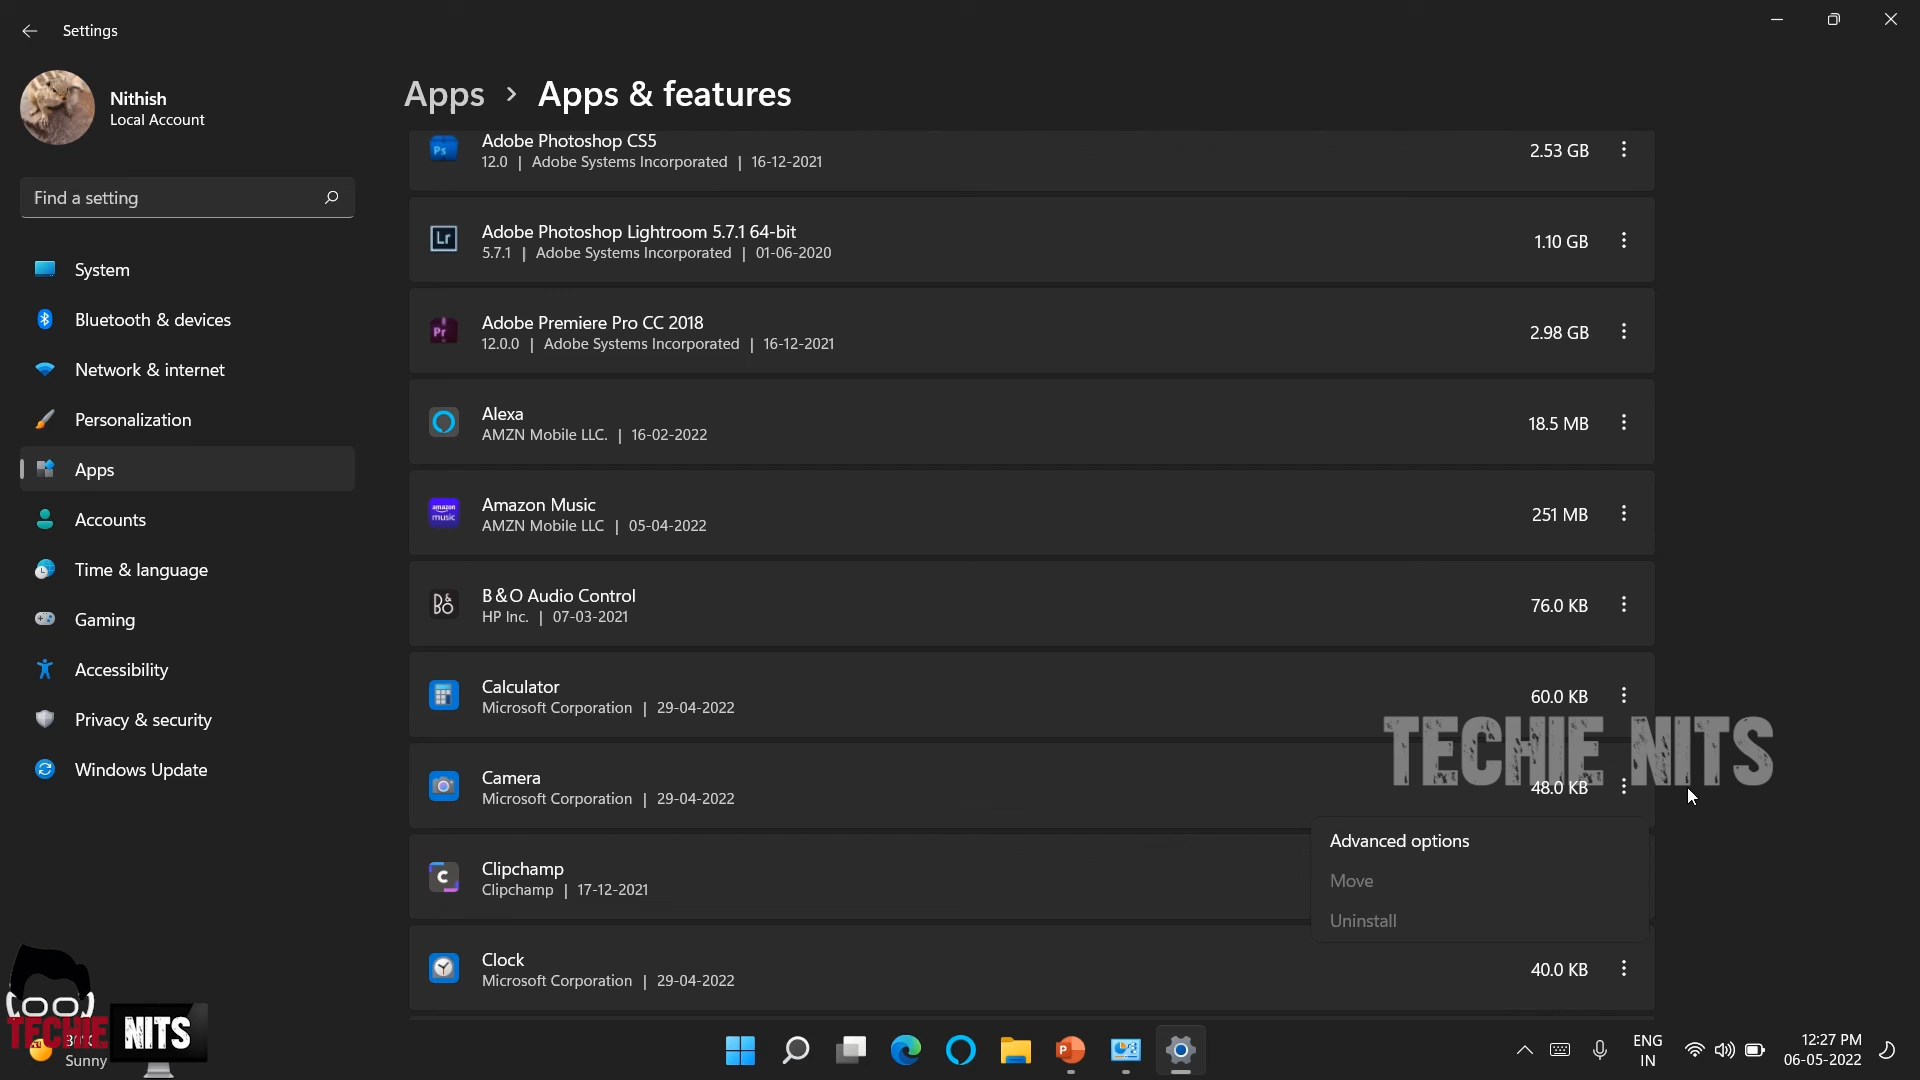 Settings
Nithish
Local Account
Find a setting
System
Bluetooth & devices
Network & internet
Personalization
Apps
Accounts
Time & language
Gaming
Accessibility
Privacy & security
Windows Update
Apps > Apps & features
Ps
Adobe Photoshop CS5
12.0 | Adobe Systems Incorporated | 16-12-2021
2.53 GB
Lr
Adobe Photoshop Lightroom 5.7.1 64-bit
5.7.1 | Adobe Systems Incorporated | 01-06-2020
1.10 GB
Pr
Adobe Premiere Pro CC 2018
12.0.0 | Adobe Systems Incorporated | 16-12-2021
2.98 GB
Alexa
AMZN Mobile LLC. | 16-02-2022
18.5 MB
amazon
music
Amazon Music
AMZN Mobile LLC | 05-04-2022
251 MB
B&O
B&O Audio Control
HP Inc. | 07-03-2021
76.0 KB
Calculator
Microsoft Corporation | 29-04-2022
60.0 KB
TECHIE NITS
Camera
Microsoft Corporation | 29-04-2022
48.0 KB
Advanced options
Move
Uninstall
C
Clipchamp
Clipchamp | 17-12-2021
Clock
Microsoft Corporation | 29-04-2022
40.0 KB
TECHIE NITS
Sunny
P
ENG
IN
12:27 PM
06-05-2022